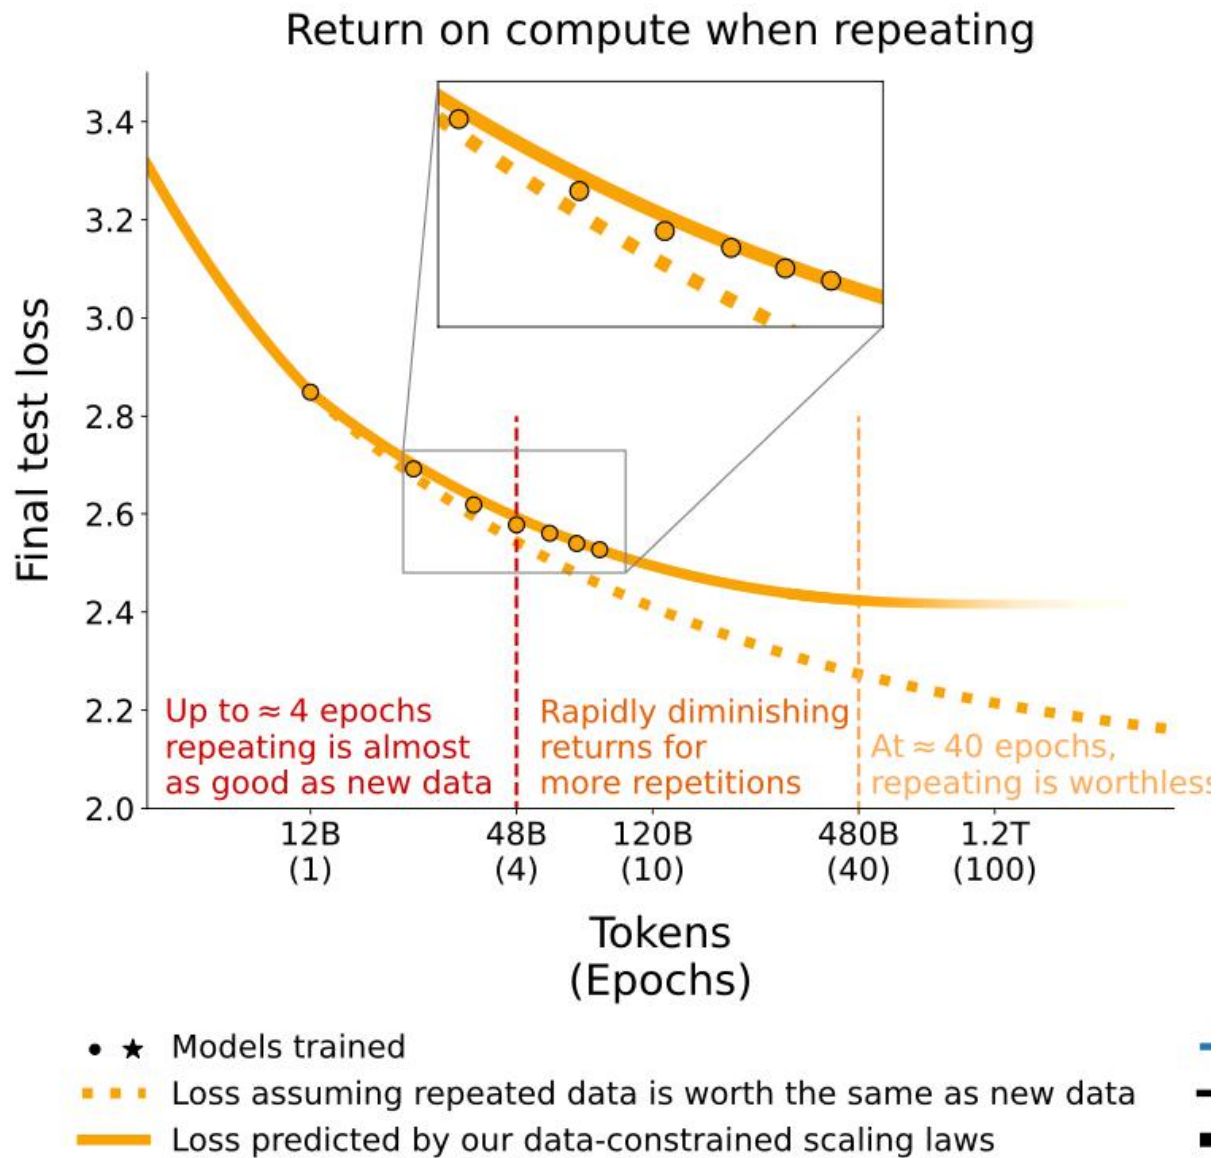 Return on compute when repeating
3.4
3.2
3.0
2.8
2.6
2.4
2.2
2.0
Final test loss
Up to ≈ 4 epochs
repeating is almost
as good as new data
Rapidly diminishing
returns for
more repetitions
At ≈ 40 epochs,
repeating is worthless
12B
(1)
48B
(4)
120B
(10)
480B
(40)
1.2T
(100)
Tokens
(Epochs)
Models trained
Loss assuming repeated data is worth the same as new data
Loss predicted by our data-constrained scaling laws